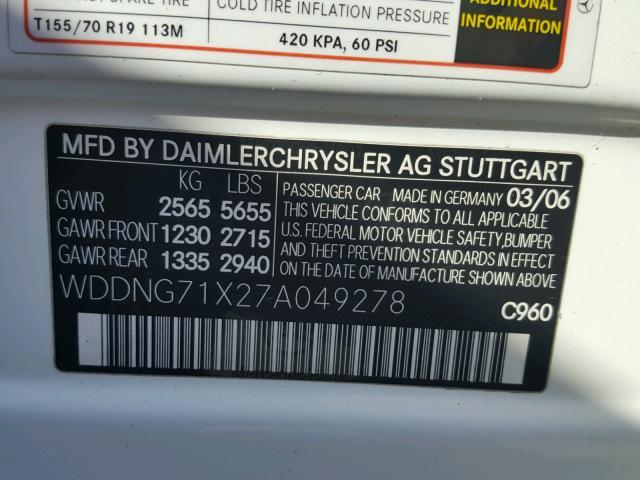 SPARE TIRE
COLD TIRE INFLATION PRESSURE
T155/70 R19 113M
420 KPA, 60 PSI
ADDITIONAL
INFORMATION
MFD BY DAIMLERCHRYSLER AG STUTTGART
KG LBS
GVWR 2565 5655
GAWR FRONT 1230 2715
GAWR REAR 1335 2940
PASSENGER CAR MADE IN GERMANY 03/06
THIS VEHICLE CONFORMS TO ALL APPLICABLE
U.S. FEDERAL MOTOR VEHICLE SAFETY, BUMPER
AND THEFT PREVENTION STANDARDS IN EFFECT
ON THE DATE OF MANUFACTURE SHOWN ABOVE
WDDNG71X27A049278
C960